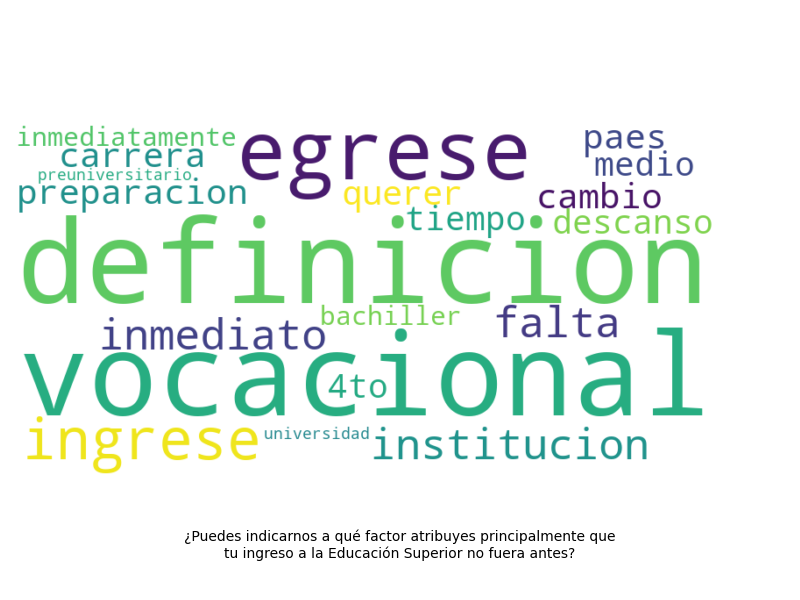 inmediatamente
egrese
paes
carrera
medio
preuniversitario
preparacion
querer
cambio
tiempo
descanso
definicion
bachiller
falta
inmediato
vocacional
4to
ingrese
universidad
institucion
¿Puedes indicarnos a qué factor atribuyes principalmente que
tu ingreso a la Educación Superior no fuera antes?